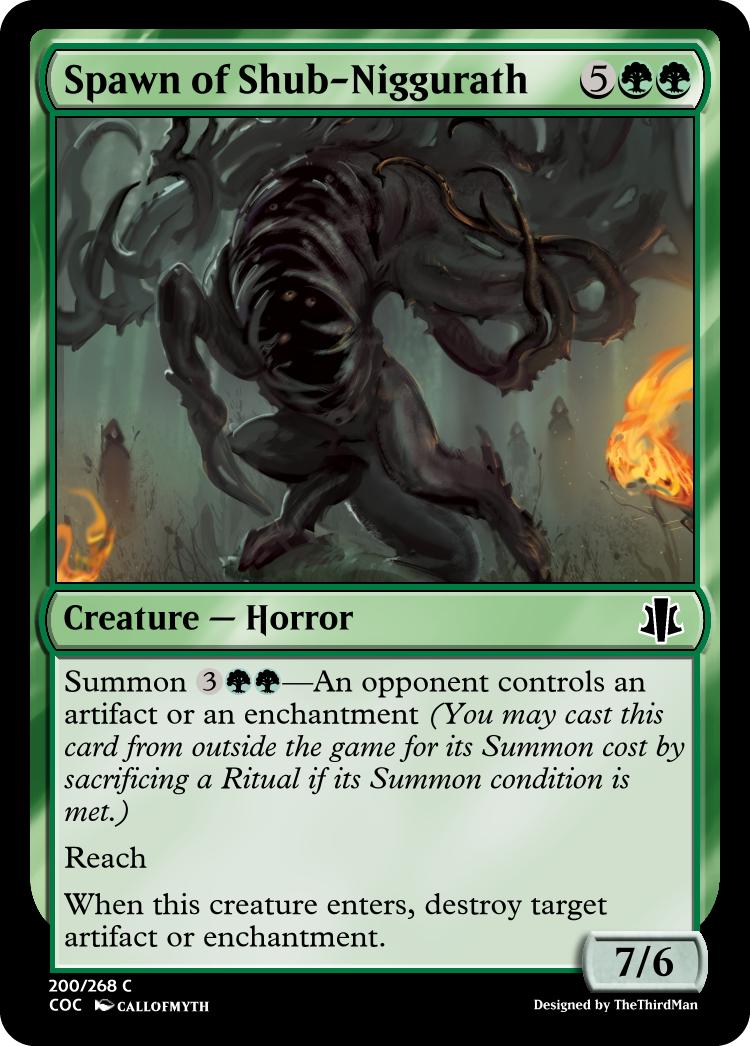 Spawn of Shub-Niggurath 5
Creature — Horror
Summon 3—An opponent controls an
artifact or an enchantment (You may cast this
card from outside the game for its Summon cost by
sacrificing a Ritual if its Summon condition is
met.)
Reach
When this creature enters, destroy target
artifact or enchantment.
7/6
200/268 C
COC CALLOFMYTH
Designed by TheThirdMan